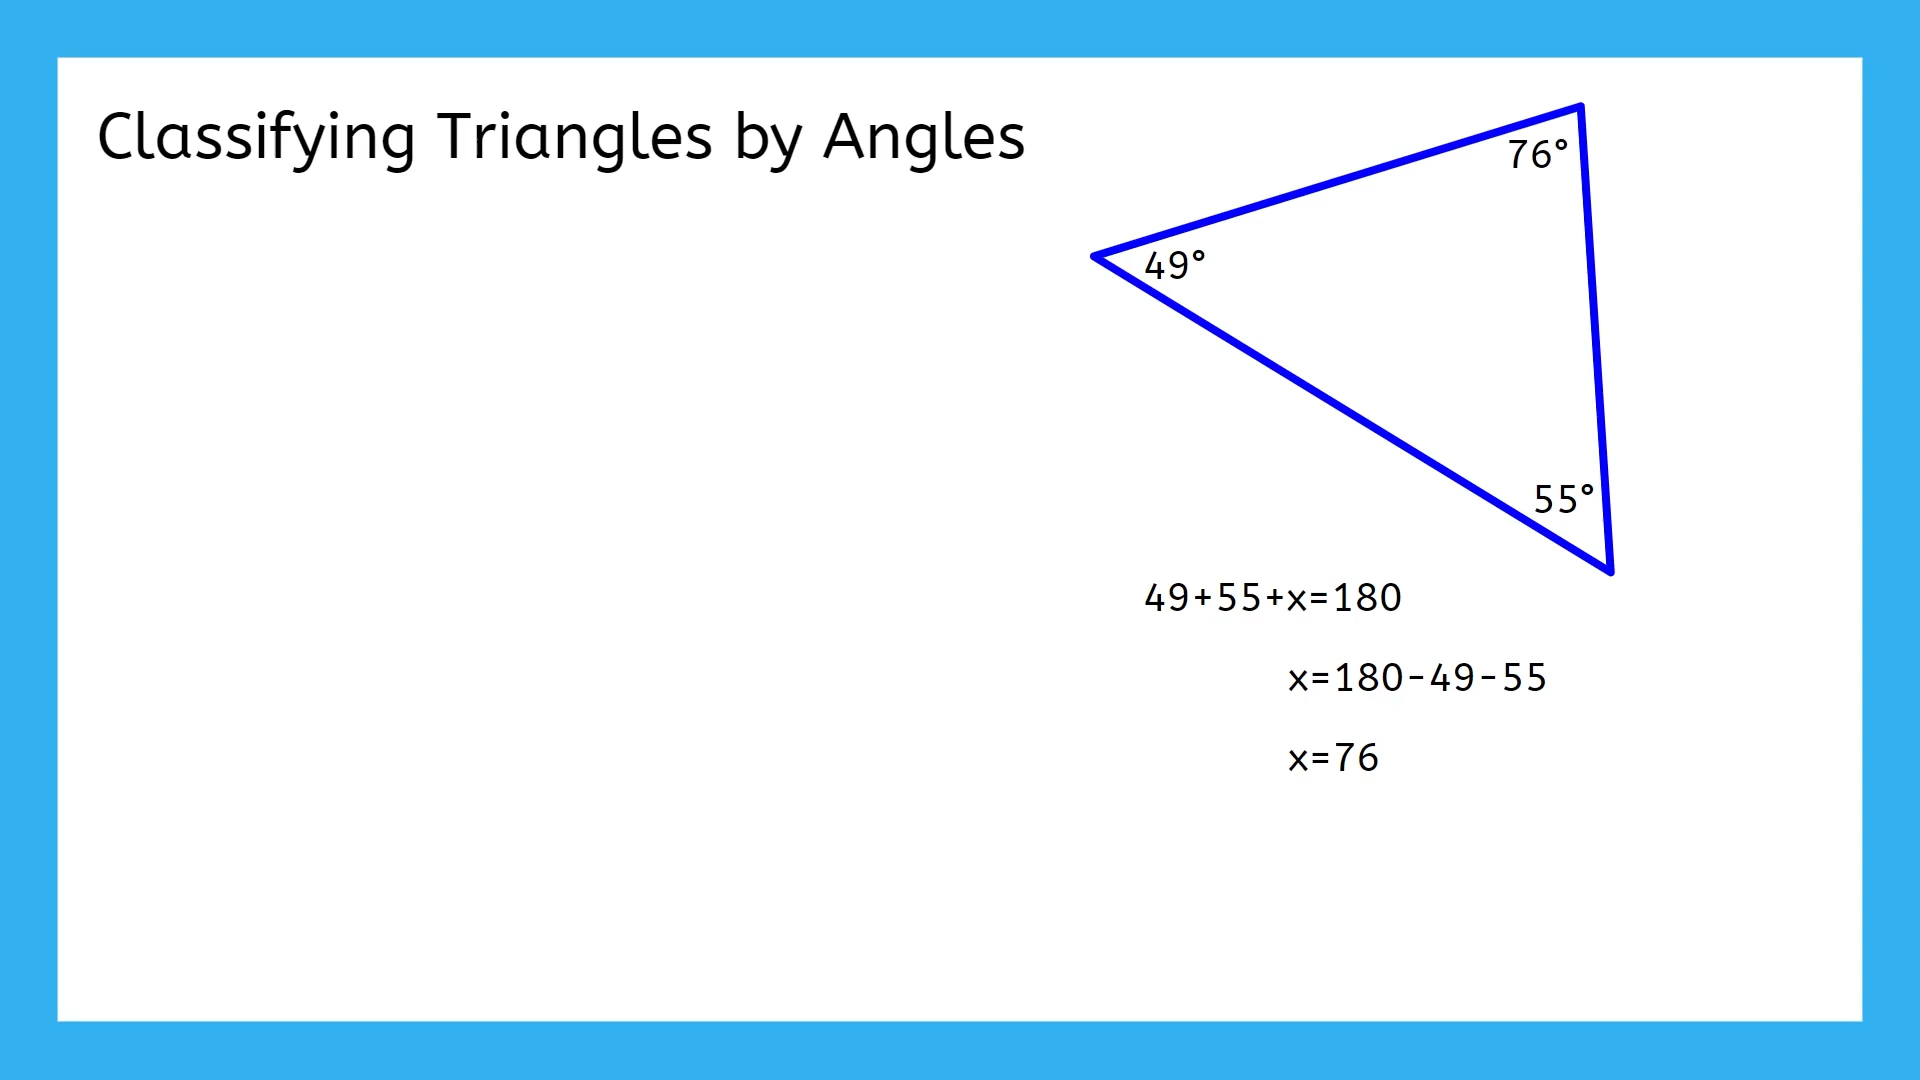 Classifying Triangles by Angles
76°
49°
55°
49+55+x=180
x=180-49-55
x=76